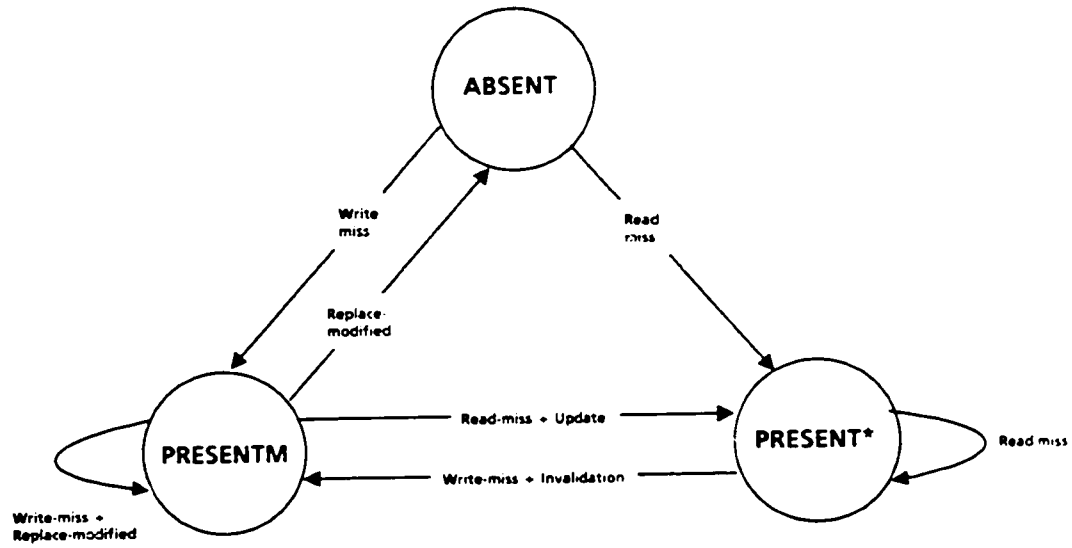 ABSENT
Write
miss
Read
miss
Replace-
modified
Read-miss + Update
PRESENTM
PRESENT*
Read miss
Write-miss + Invalidation
Write-miss +
Replace-modified